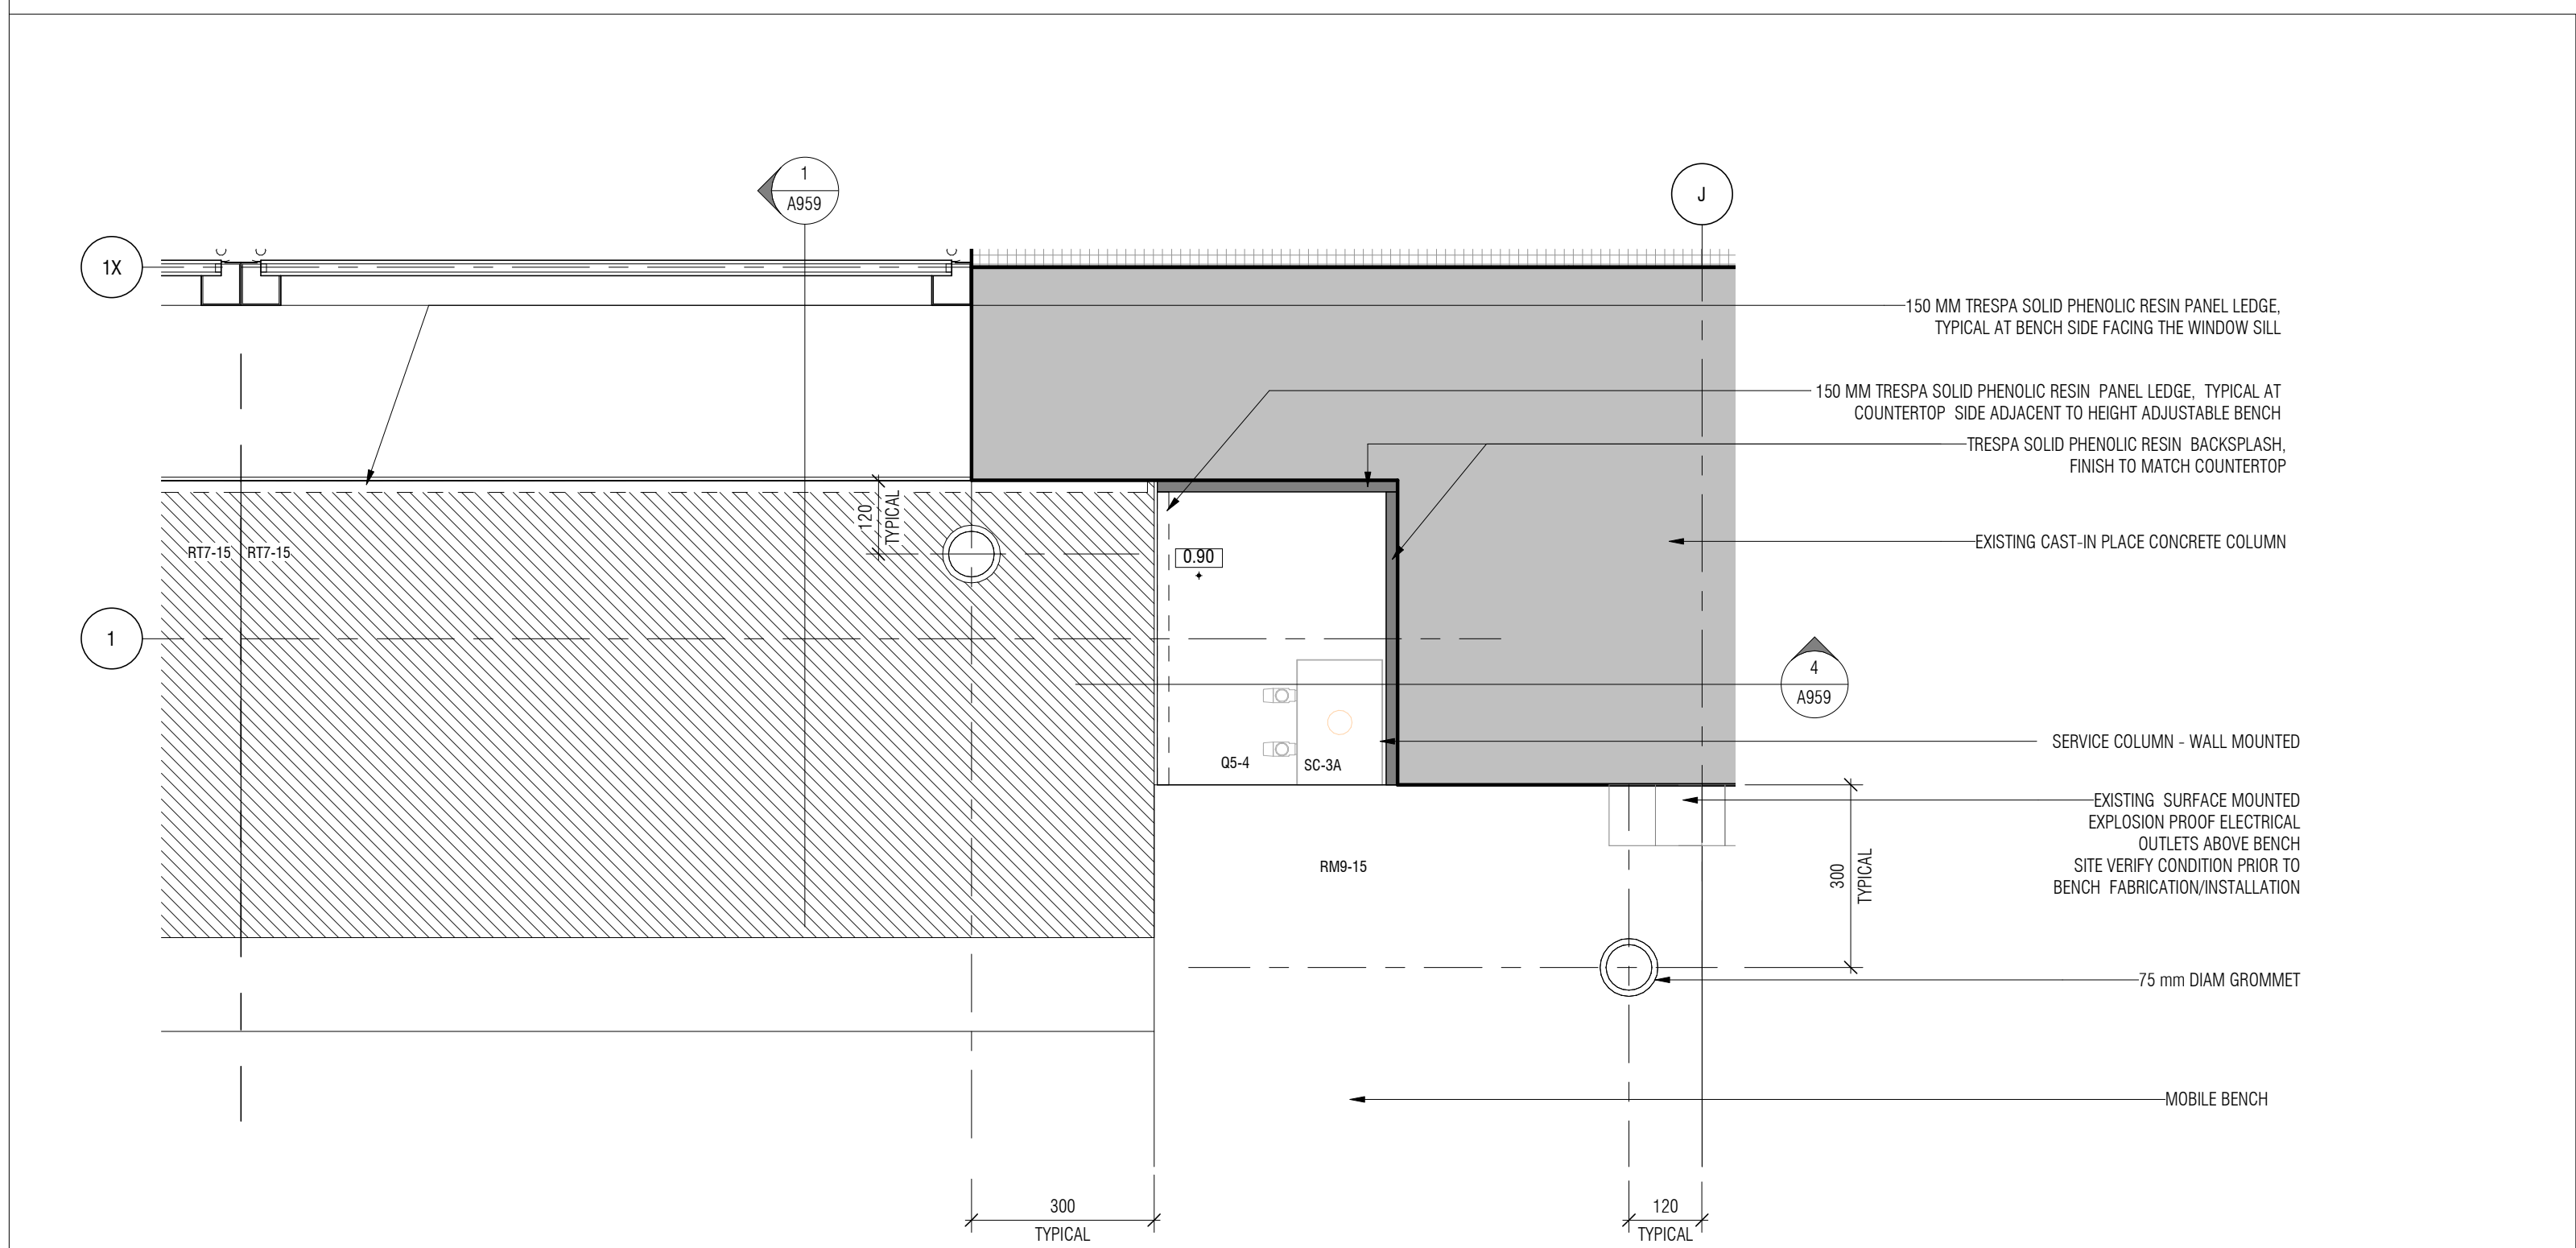 1
A959
J
1X
150 MM TRESPA SOLID PHENOLIC RESIN PANEL LEDGE,
TYPICAL AT BENCH SIDE FACING THE WINDOW SILL
150 MM TRESPA SOLID PHENOLIC RESIN PANEL LEDGE, TYPICAL AT
COUNTERTOP SIDE ADJACENT TO HEIGHT ADJUSTABLE BENCH
TRESPA SOLID PHENOLIC RESIN BACKSPLASH,
FINISH TO MATCH COUNTERTOP
120
TYPICAL
RT7-15
RT7-15
0.90
EXISTING CAST-IN PLACE CONCRETE COLUMN
1
4
A959
Q5-4
SC-3A
SERVICE COLUMN - WALL MOUNTED
EXISTING SURFACE MOUNTED
EXPLOSION PROOF ELECTRICAL
OUTLETS ABOVE BENCH
SITE VERIFY CONDITION PRIOR TO
BENCH FABRICATION/INSTALLATION
RM9-15
300
TYPICAL
75 mm DIAM GROMMET
MOBILE BENCH
300
TYPICAL
120
TYPICAL